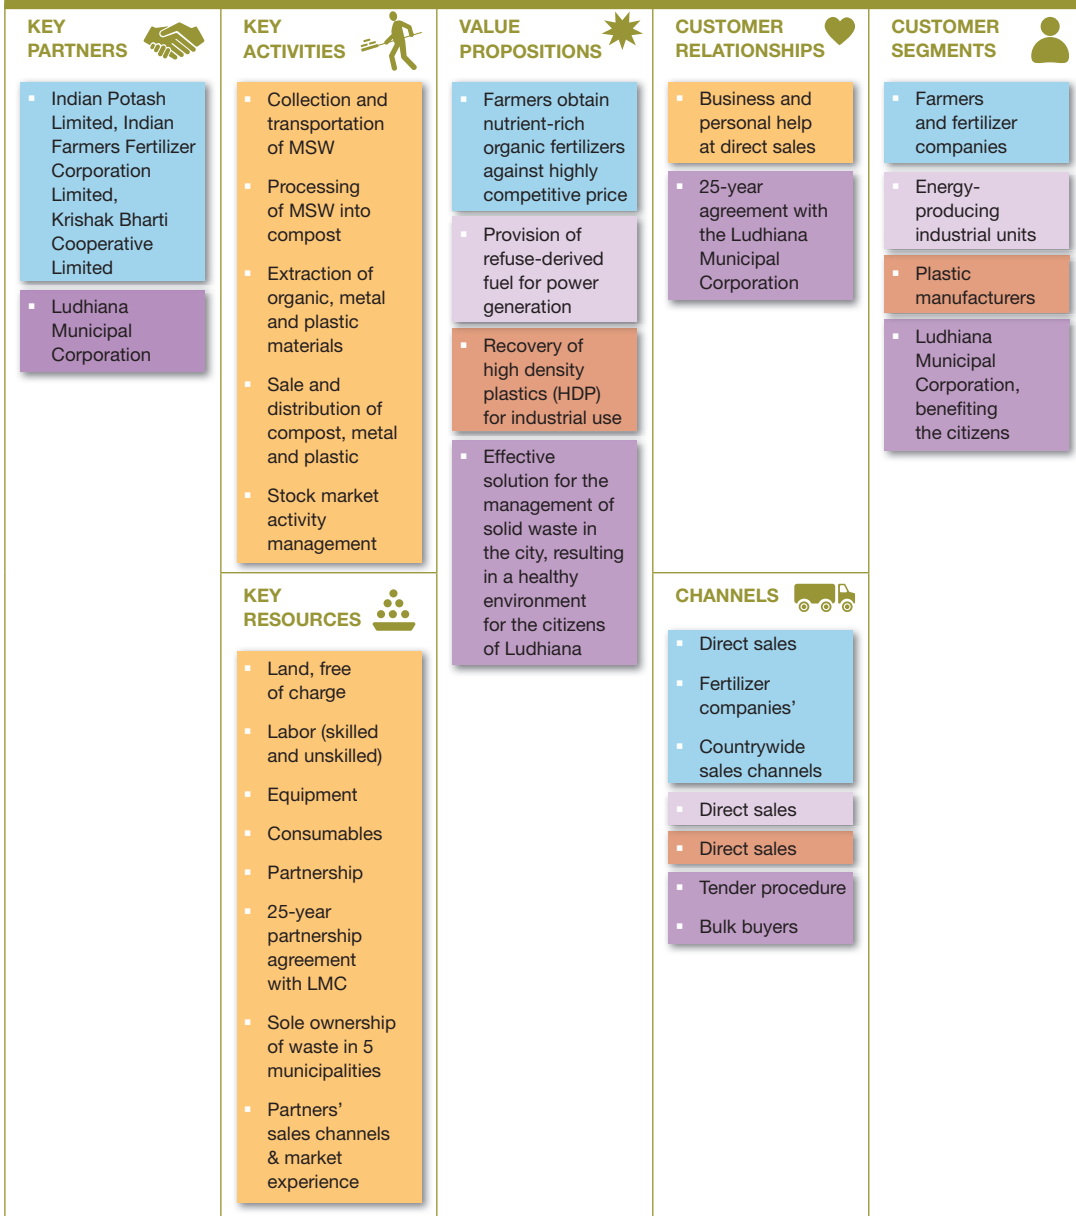 KEY
PARTNERS
Indian Potash
Limited, Indian
Farmers Fertilizer
Corporation
Limited,
Krishak Bharti
Cooperative
Limited
Ludhiana
Municipal
Corporation
KEY
ACTIVITIES
Collection and
transportation
of MSW
Processing
of MSW into
compost
Extraction of
organic, metal
and plastic
materials
Sale and
distribution of
compost, metal
and plastic
Stock market
activity
management
KEY
RESOURCES
Land, free
of charge
Labor (skilled
and unskilled)
Equipment
Consumables
Partnership
25-year
partnership
agreement
with LMC
Sole ownership
of waste in 5
municipalities
Partners’
sales channels
& market
experience
VALUE
PROPOSITIONS
Farmers obtain
nutrient-rich
organic fertilizers
against highly
competitive price
Provision of
refuse-derived
fuel for power
generation
Recovery of
high density
plastics (HDP)
for industrial use
Effective
solution for the
management of
solid waste in
the city, resulting
in a healthy
environment
for the citizens
of Ludhiana
CUSTOMER
RELATIONSHIPS
Business and
personal help
at direct sales
25-year
agreement with
the Ludhiana
Municipal
Corporation
CHANNELS
Direct sales
Fertilizer
companies’
Countrywide
sales channels
Direct sales
Direct sales
Tender procedure
Bulk buyers
CUSTOMER
SEGMENTS
Farmers
and fertilizer
companies
Energy-
producing
industrial units
Plastic
manufacturers
Ludhiana
Municipal
Corporation,
benefiting
the citizens